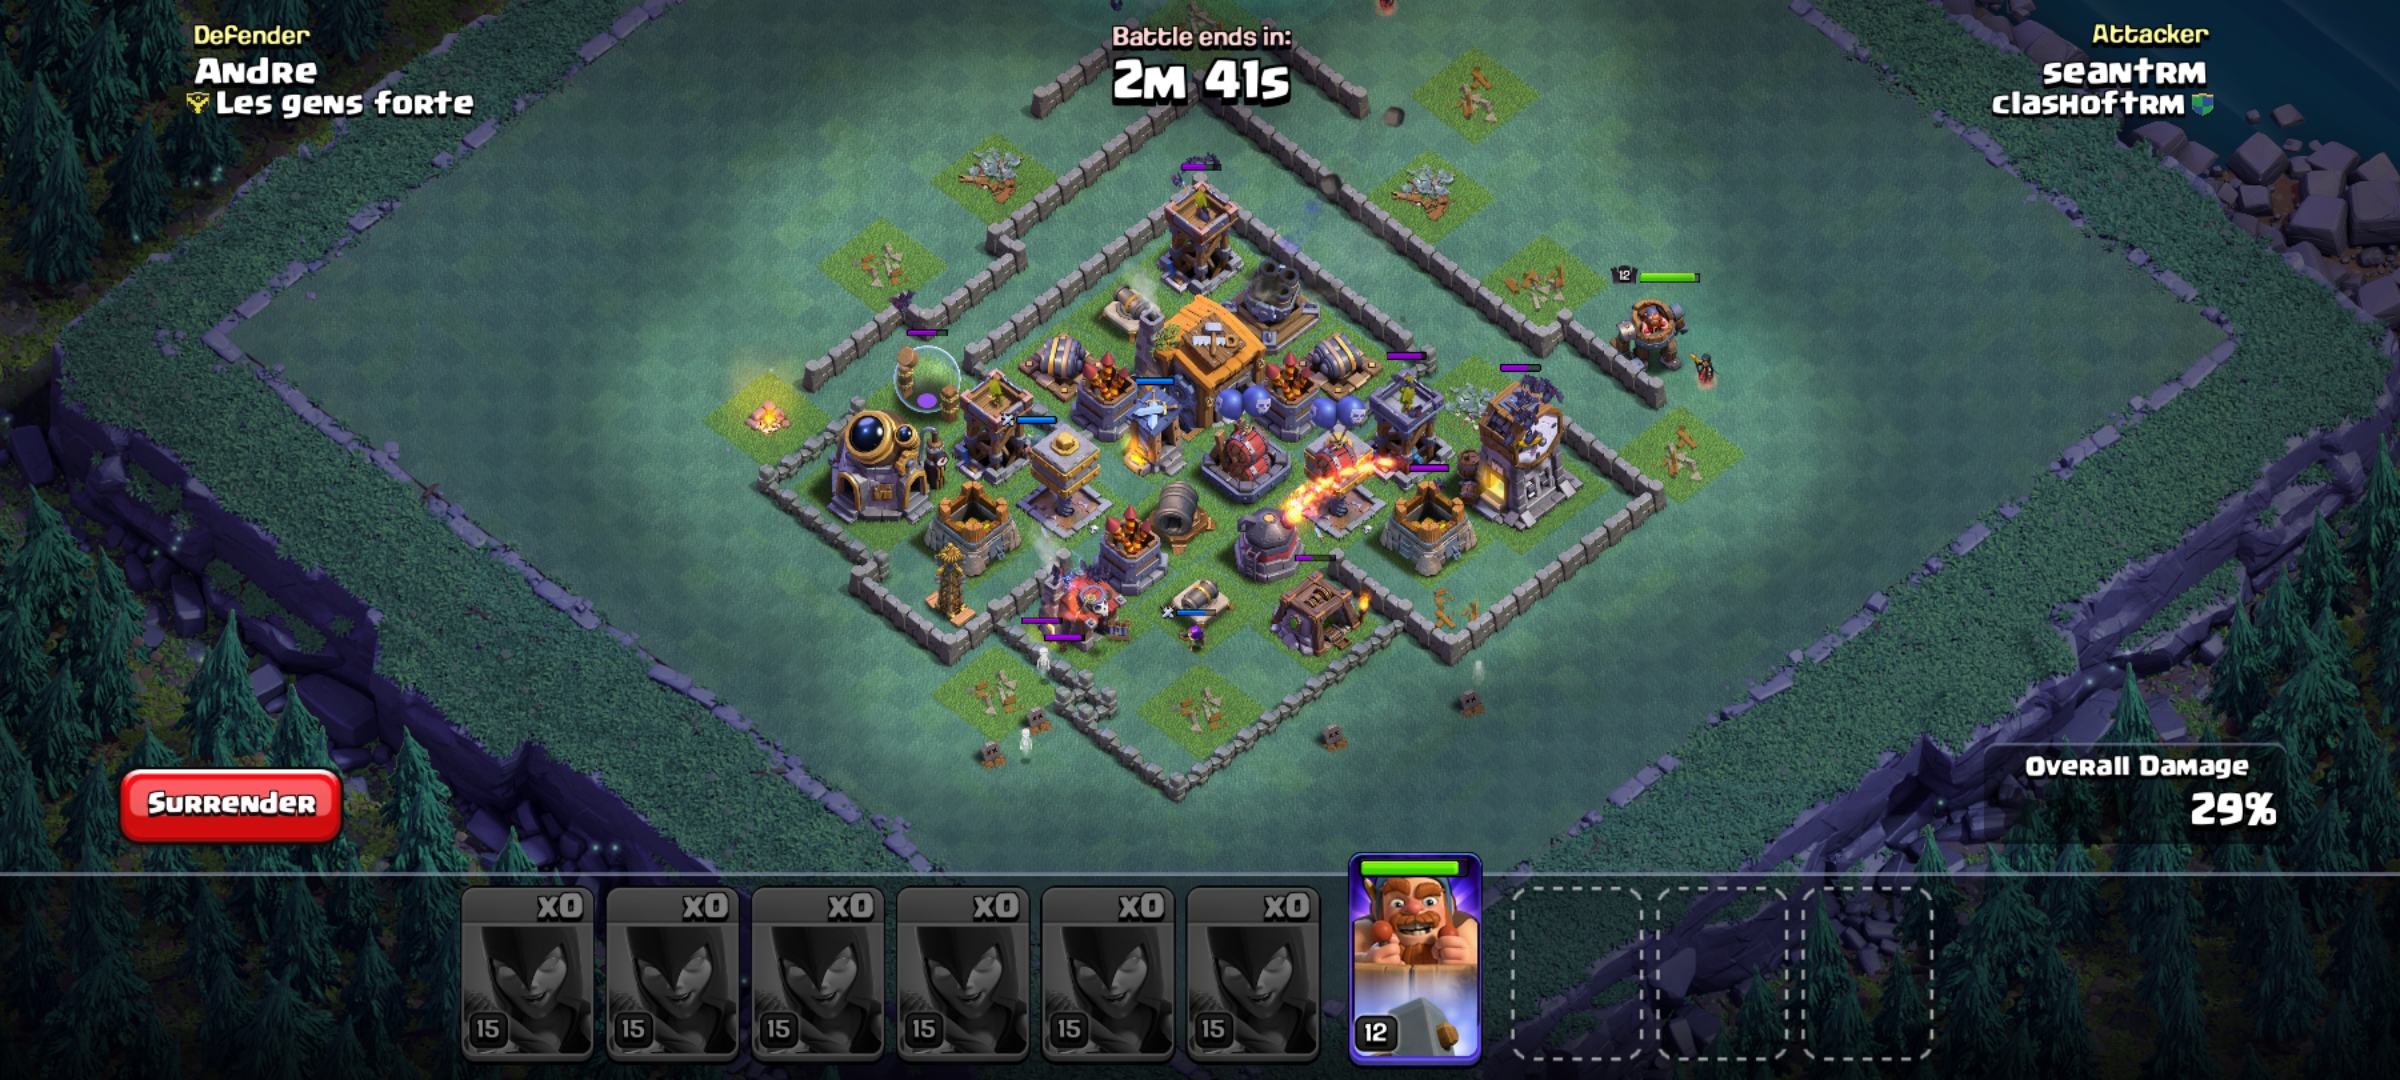 Defender
Andre
Les gens forte
Battle ends in:
2M 41s
Attacker
seantrm
clashoftrm
12
Surrender
Overall Damage
29%
x0 x0 x0 x0 x0 x0
15 15 15 15 15 15 12